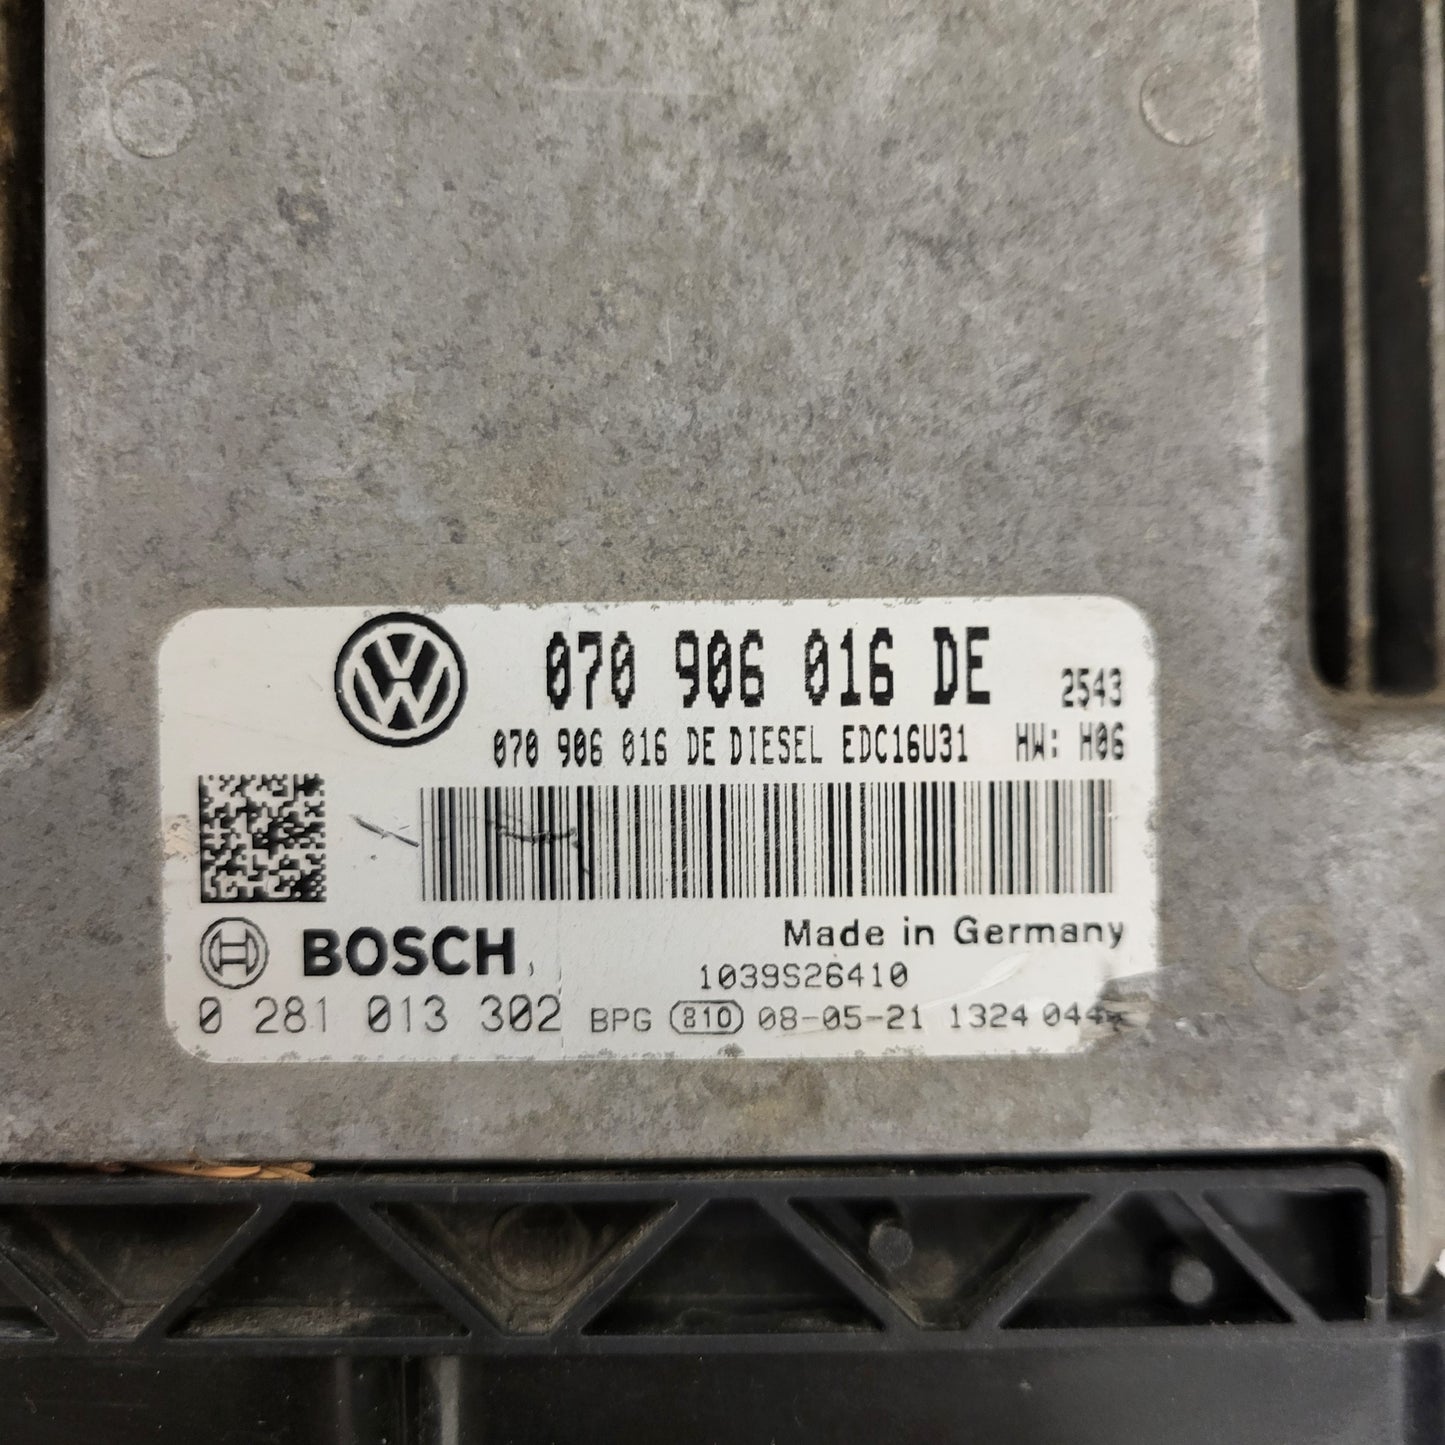 070 906 016 DE 2543
070 906 016 DE DIESEL EDC16U31 HW: H06
BOSCH
Made in Germany
1039S26410
0 281 013 302 BPG 810 08-05-21 1324